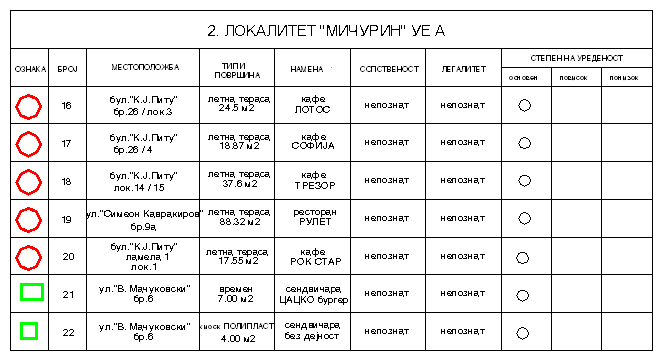 2. ЛОКАЛИТЕТ "МИЧУРИН" УЕ А
ОЗНАКА БРОЈ МЕСТОПОЛОЖБА ТИП И ПОВРШИНА НАМЕНА СОПСТВЕНОСТ ЛЕГАЛИТЕТ СТЕПЕН НА УРЕДЕНОСТ
ОСНОВЕН ПОВИСОК ПОНИЗОК
16 бул."К.Ј.Питу" летна тераса кафе непознат непознат
бр.26 / лок.3 24.5 м2 ЛОТОС
17 бул."К.Ј.Питу" летна тераса кафе непознат непознат
бр.26 / 4 18.87 м2 СОФИЈА
18 бул."К.Ј.Питу" летна тераса кафе непознат непознат
лок.14 / 15 37.6 м2 ТРЕЗОР
19 ул."Симеон Кавракиров" летна тераса ресторан непознат непознат
бр.9а 88.32 м2 РУЛЕТ
20 бул."К.Ј.Питу" летна тераса кафе непознат непознат
ламела 1 17.55 м2 РОК СТАР
лок.1
21 ул."В. Мачуковски" времен сендвичара непознат непознат
бр.6 7.00 м2 ЦАЦКО бургер
22 ул."В. Мачуковски" киоск ПОЛИПЛАСТ сендвичара непознат непознат
бр.6 4.00 м2 без дејност